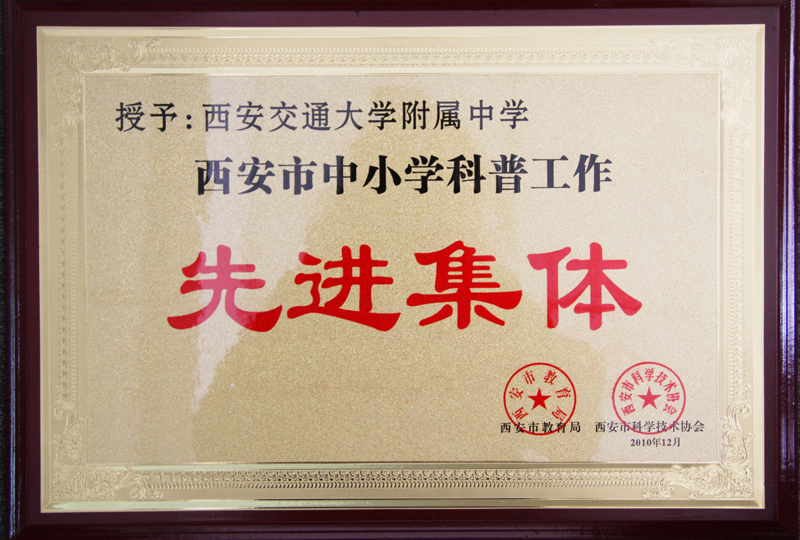 授予:西安交通大学附属中学
西安市中小学科普工作
先进集体
西安市教育局
西安市科学技术协会
西安市教育局 西安市科学技术协会
2010年12月